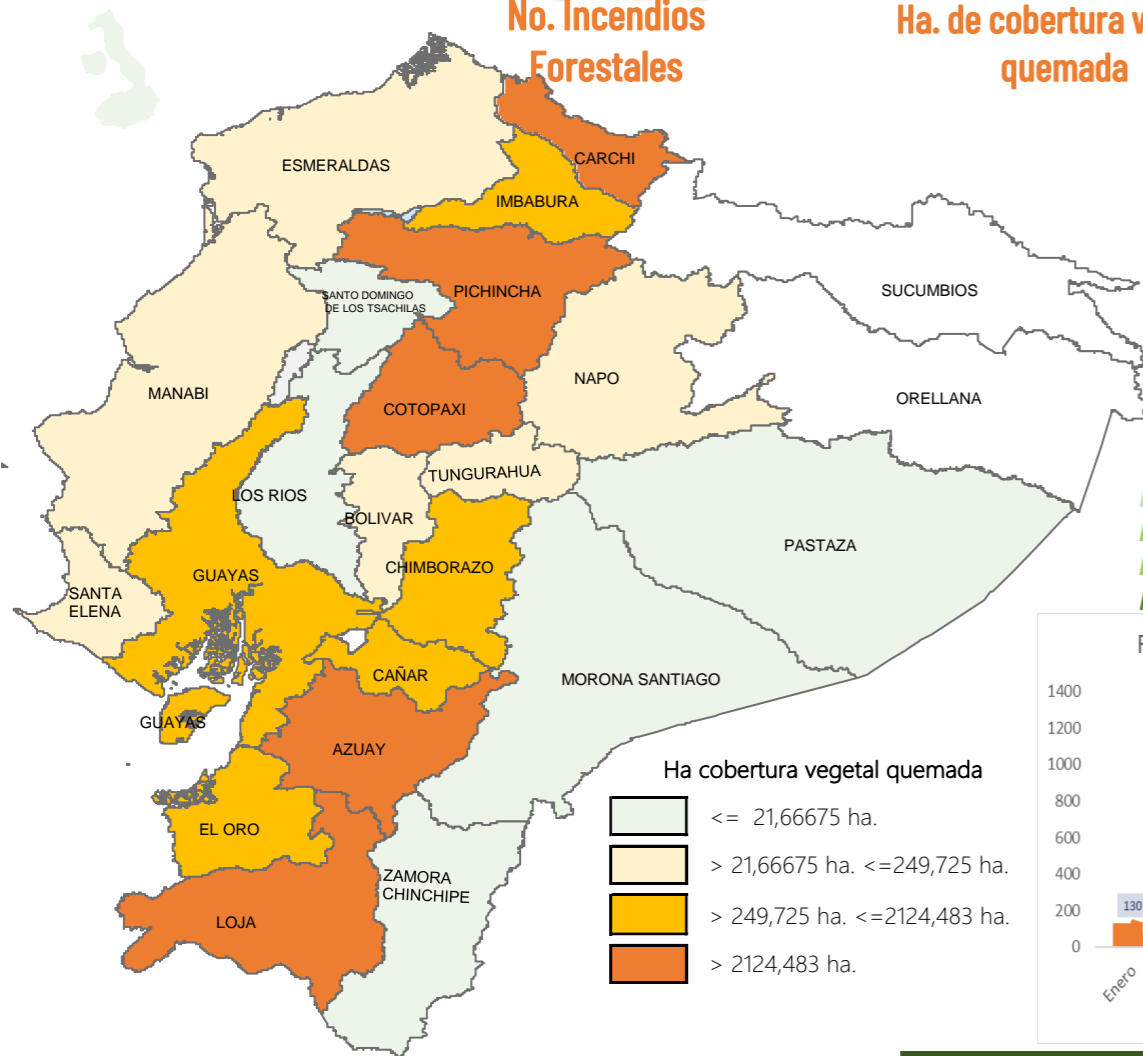 No. Incendios
Forestales
Ha. de cobertura
quemada
ESMERALDAS
CARCHI
IMBABURA
PICHINCHA
SUCUMBIOS
SANTO DOMINGO
DE LOS TSACHILAS
NAPO
MANABI
COTOPAXI
ORELLANA
TUNGURAHUA
LOS RIOS
BOLIVAR
PASTAZA
CHIMBORAZO
GUAYAS
SANTA
ELENA
CAÑAR
MORONA SANTIAGO
GUAYAS
AZUAY
EL ORO
ZAMORA
CHINCHIPE
LOJA
Ha cobertura vegetal quemada
<= 21,66675 ha.
> 21,66675 ha. <=249,725 ha.
> 249,725 ha. <=2124,483 ha.
> 2124,483 ha.
1400
1200
1000
800
600
400
200
0
130
Enero